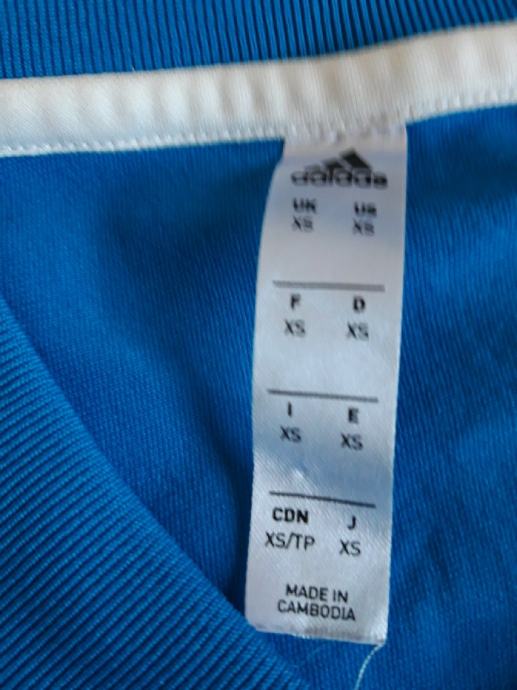 adidas
UK US
XS XS
F D
XS XS
I E
XS XS
CDN J
XS/TP XS
MADE IN
CAMBODIA